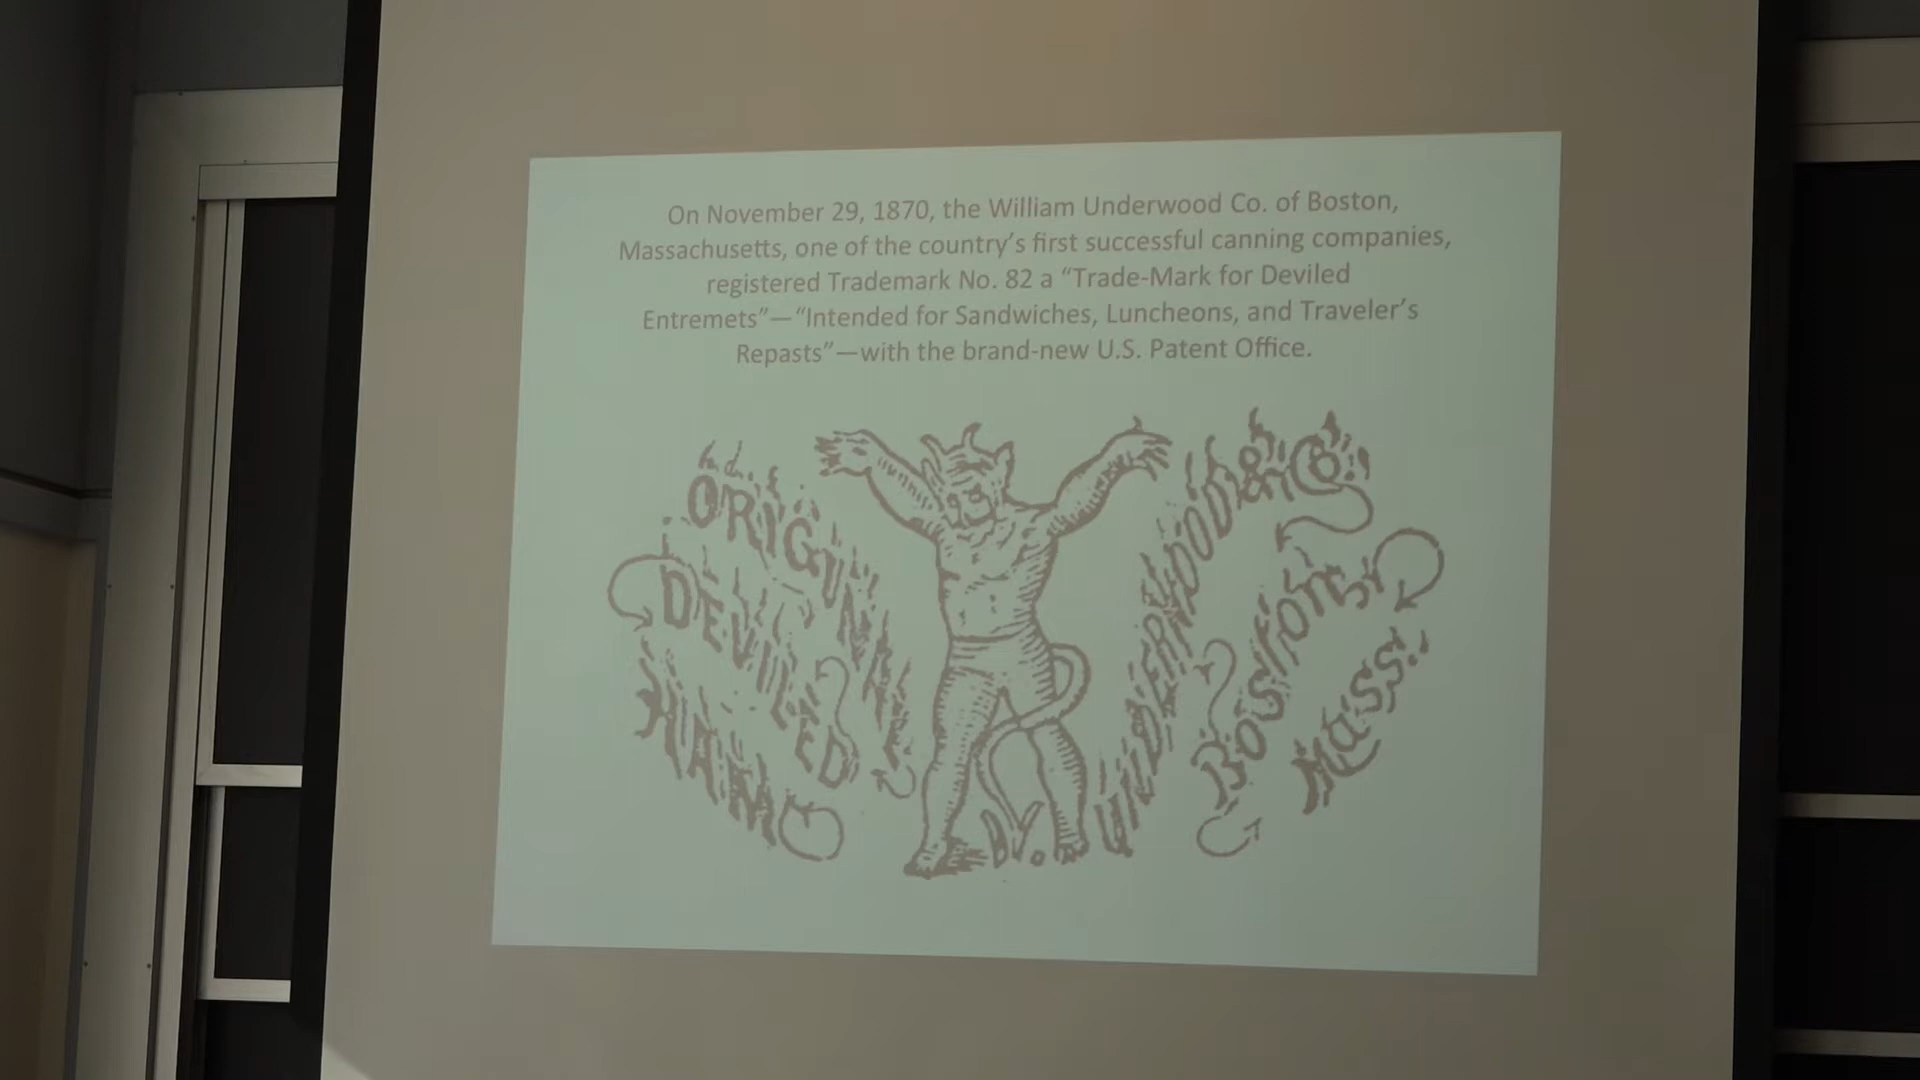 On November 29, 1870, the William Underwood Co. of Boston,
Massachusetts, one of the country’s first successful canning companies,
registered Trademark No. 82 a “Trade-Mark for Deviled
Entremets”—“Intended for Sandwiches, Luncheons, and Traveler’s
Repasts”—with the brand-new U.S. Patent Office.
ORIGINAL
DEVILED
HAM
UNDERWOOD & CO.
BOSTON
MASS.